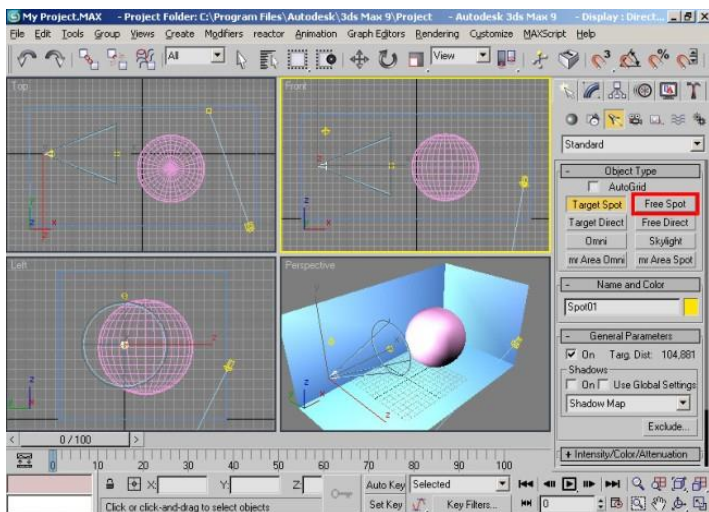 My Project.MAX - Project Folder: C:\Program Files\Autodesk\3ds Max 9\Project - Autodesk 3ds Max 9 - Display : Direct...
File Edit Tools Group Views Create Modifiers reactor Animation Graph Editors Rendering Customize MAXScript Help
All
View
Top
Front
Left
Perspective
Standard
- Object Type
AutoGrid
Target Spot Free Spot
Target Direct Free Direct
Omni Skylight
mr Area Omni mr Area Spot
- Name and Color
Spot01
- General Parameters
On Targ. Dist: 104,881
Shadows
On Use Global Settings
Shadow Map
Exclude...
+ Intensity/Color/Attenuation
< 0 / 100 >
0 10 20 30 40 50 60 70 80 90 100
X: Y: Z: Auto Key Selected
Click or click-and-drag to select objects Set Key Key Filters... 0